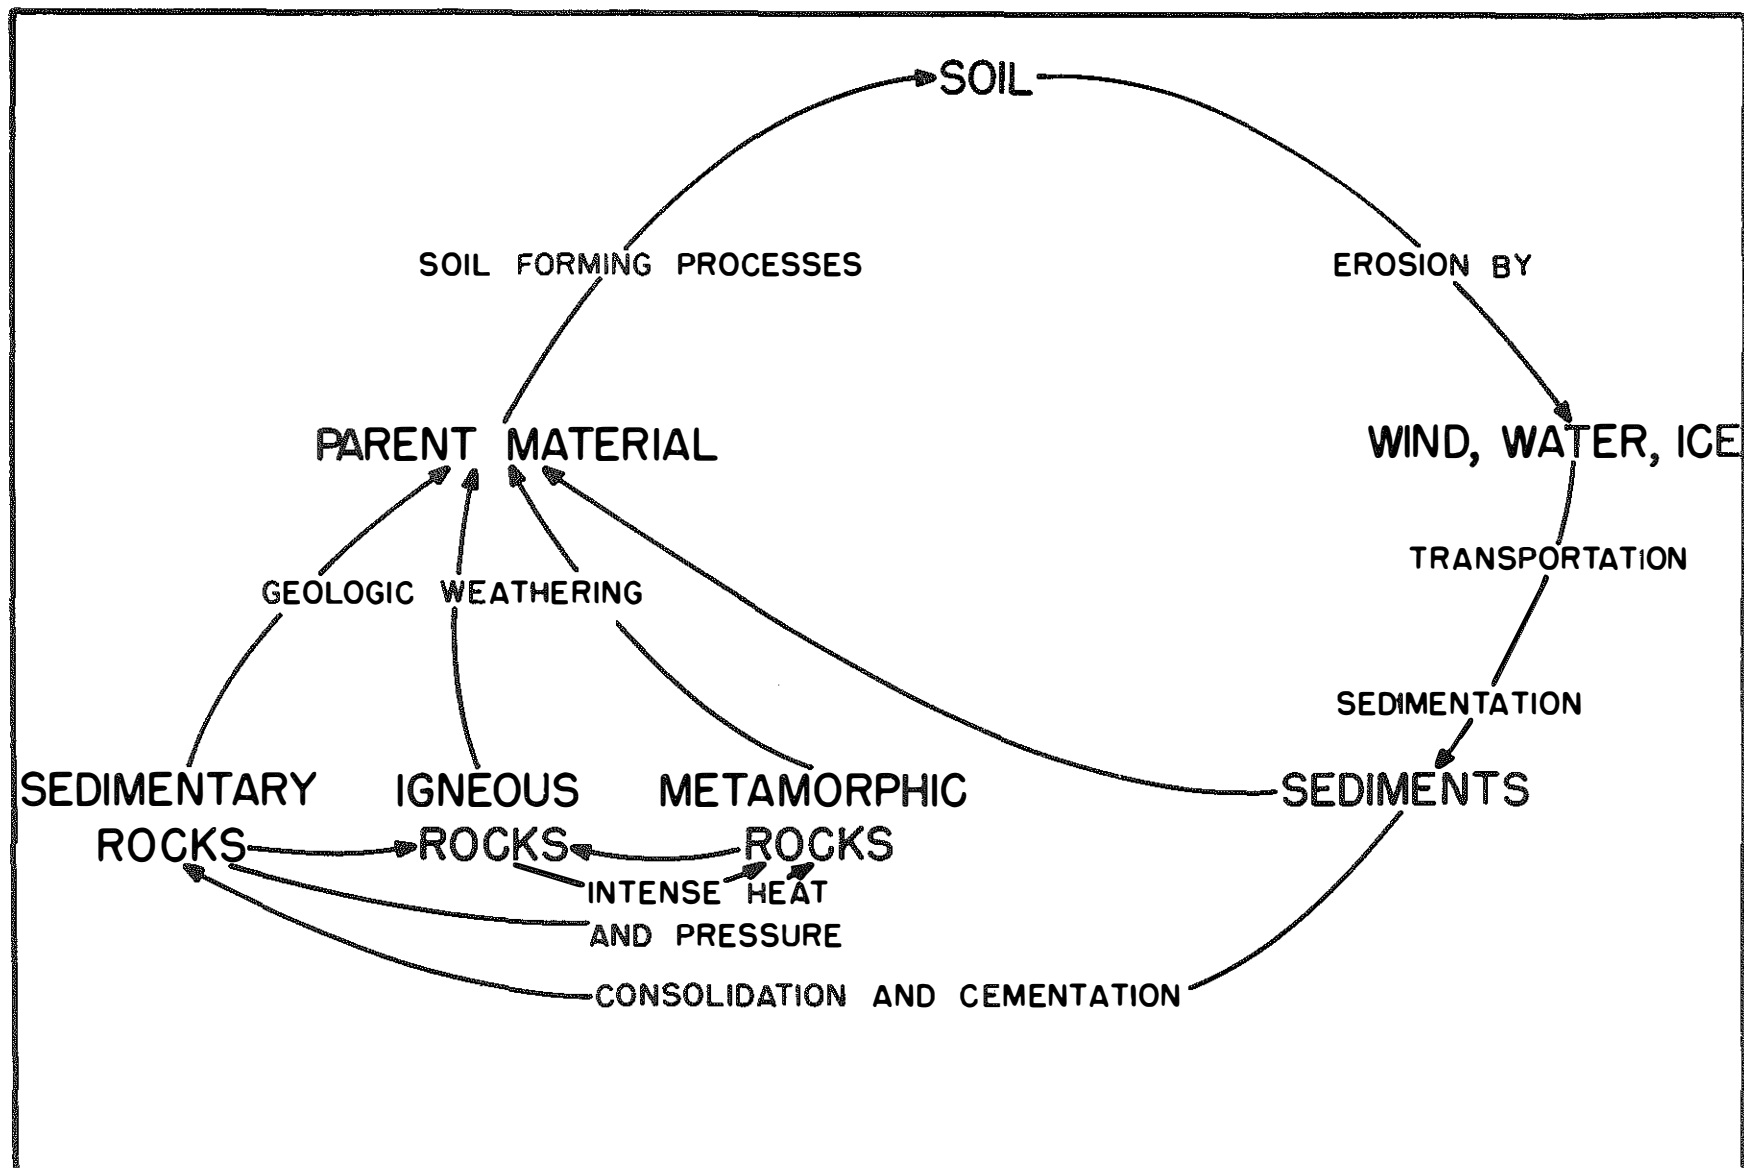 SOIL
SOIL FORMING PROCESSES
EROSION BY
PARENT MATERIAL
WIND, WATER, ICE
TRANSPORTATION
GEOLOGIC WEATHERING
SEDIMENTATION
SEDIMENTARY
ROCKS
IGNEOUS
ROCKS
METAMORPHIC
ROCKS
SEDIMENTS
INTENSE HEAT
AND PRESSURE
CONSOLIDATION AND CEMENTATION